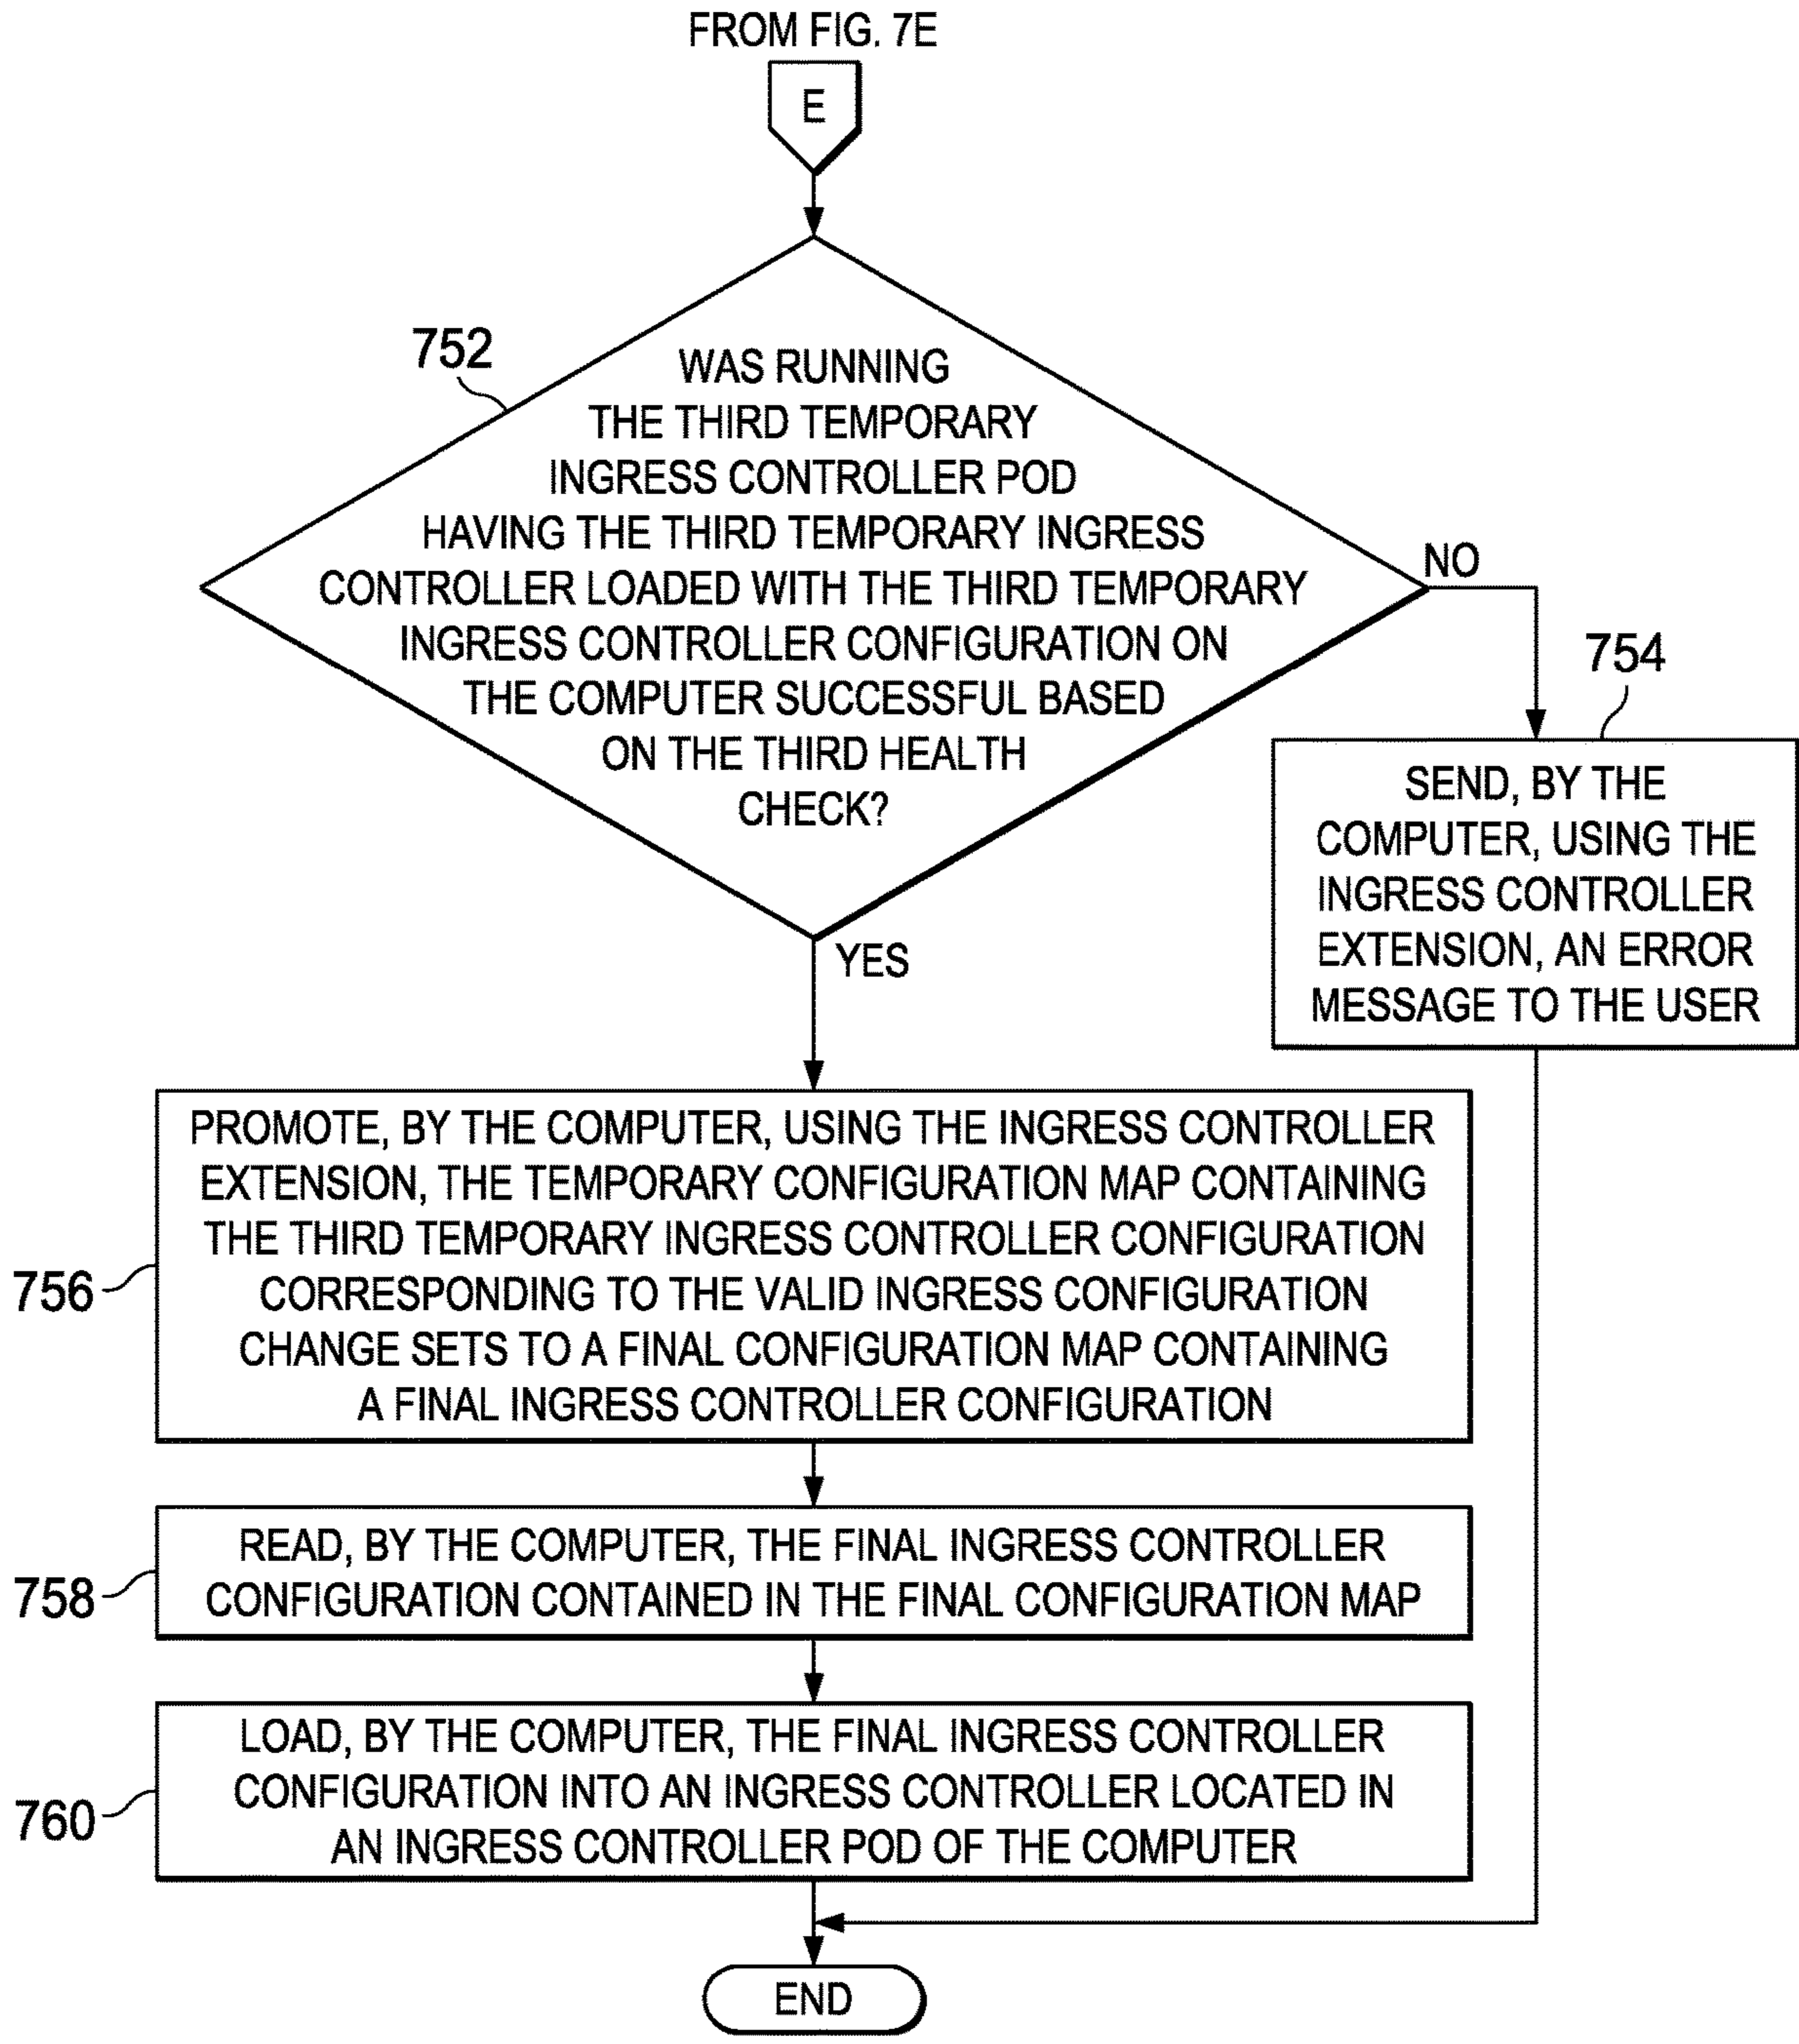 FROM FIG. 7E
E
752
WAS RUNNING
THE THIRD TEMPORARY
INGRESS CONTROLLER POD
HAVING THE THIRD TEMPORARY INGRESS
CONTROLLER LOADED WITH THE THIRD TEMPORARY
INGRESS CONTROLLER CONFIGURATION ON
THE COMPUTER SUCCESSFUL BASED
ON THE THIRD HEALTH
CHECK?
NO
754
SEND, BY THE
COMPUTER, USING THE
INGRESS CONTROLLER
EXTENSION, AN ERROR
MESSAGE TO THE USER
YES
756
PROMOTE, BY THE COMPUTER, USING THE INGRESS CONTROLLER
EXTENSION, THE TEMPORARY CONFIGURATION MAP CONTAINING
THE THIRD TEMPORARY INGRESS CONTROLLER CONFIGURATION
CORRESPONDING TO THE VALID INGRESS CONFIGURATION
CHANGE SETS TO A FINAL CONFIGURATION MAP CONTAINING
A FINAL INGRESS CONTROLLER CONFIGURATION
758
READ, BY THE COMPUTER, THE FINAL INGRESS CONTROLLER
CONFIGURATION CONTAINED IN THE FINAL CONFIGURATION MAP
760
LOAD, BY THE COMPUTER, THE FINAL INGRESS CONTROLLER
CONFIGURATION INTO AN INGRESS CONTROLLER LOCATED IN
AN INGRESS CONTROLLER POD OF THE COMPUTER
END